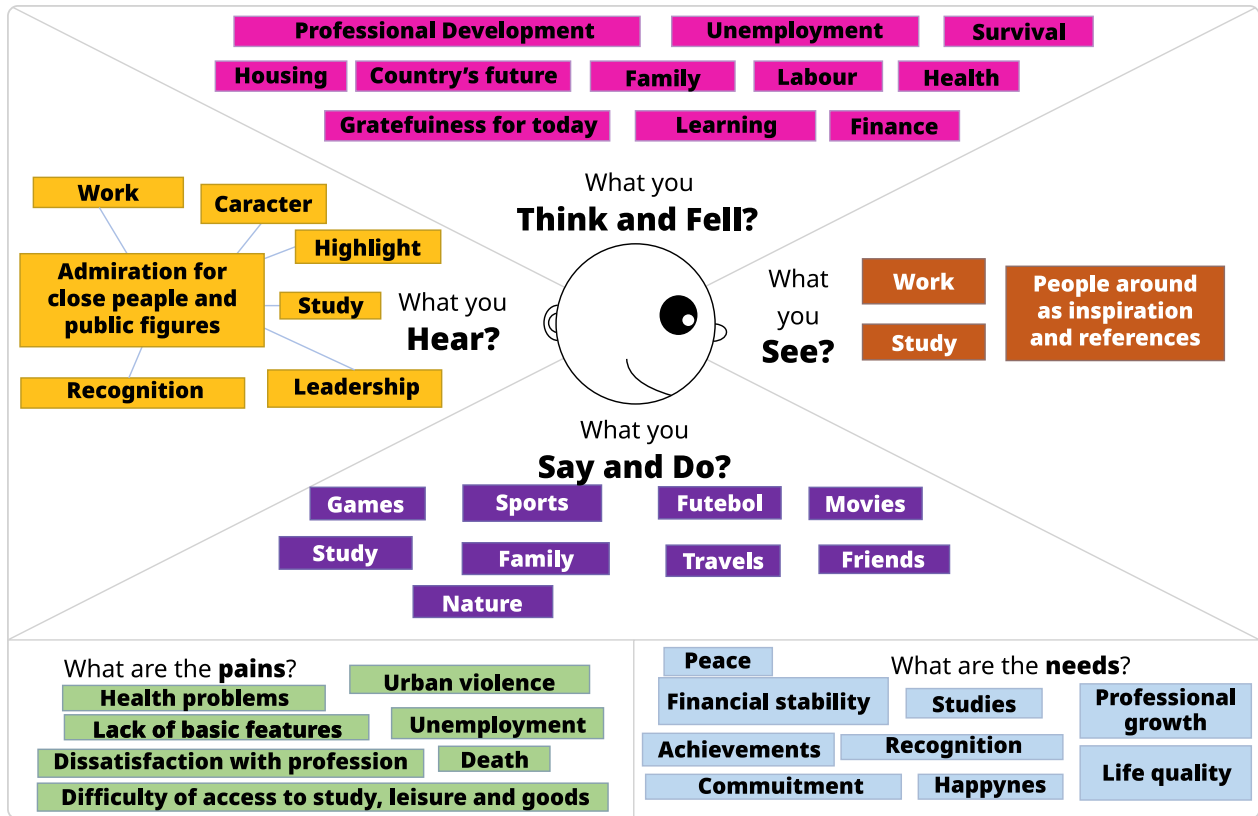 Professional Development
Unemployment
Survival
Housing
Country's future
Family
Labour
Health
Gratefuiness for today
Learning
Finance
What you
Think and Fell?
Work
Caracter
Highlight
Admiration for
close peaple and
public figures
Study
Recognition
Leadership
What you
Hear?
What
you
See?
Work
Study
People around
as inspiration
and references
What you
Say and Do?
Games
Sports
Futebol
Movies
Study
Family
Travels
Friends
Nature
What are the pains?
Health problems
Urban violence
Lack of basic features
Unemployment
Dissatisfaction with profession
Death
Difficulty of access to study, leisure and goods
What are the needs?
Peace
Financial stability
Studies
Professional
growth
Achievements
Recognition
Life quality
Commuitment
Happynes